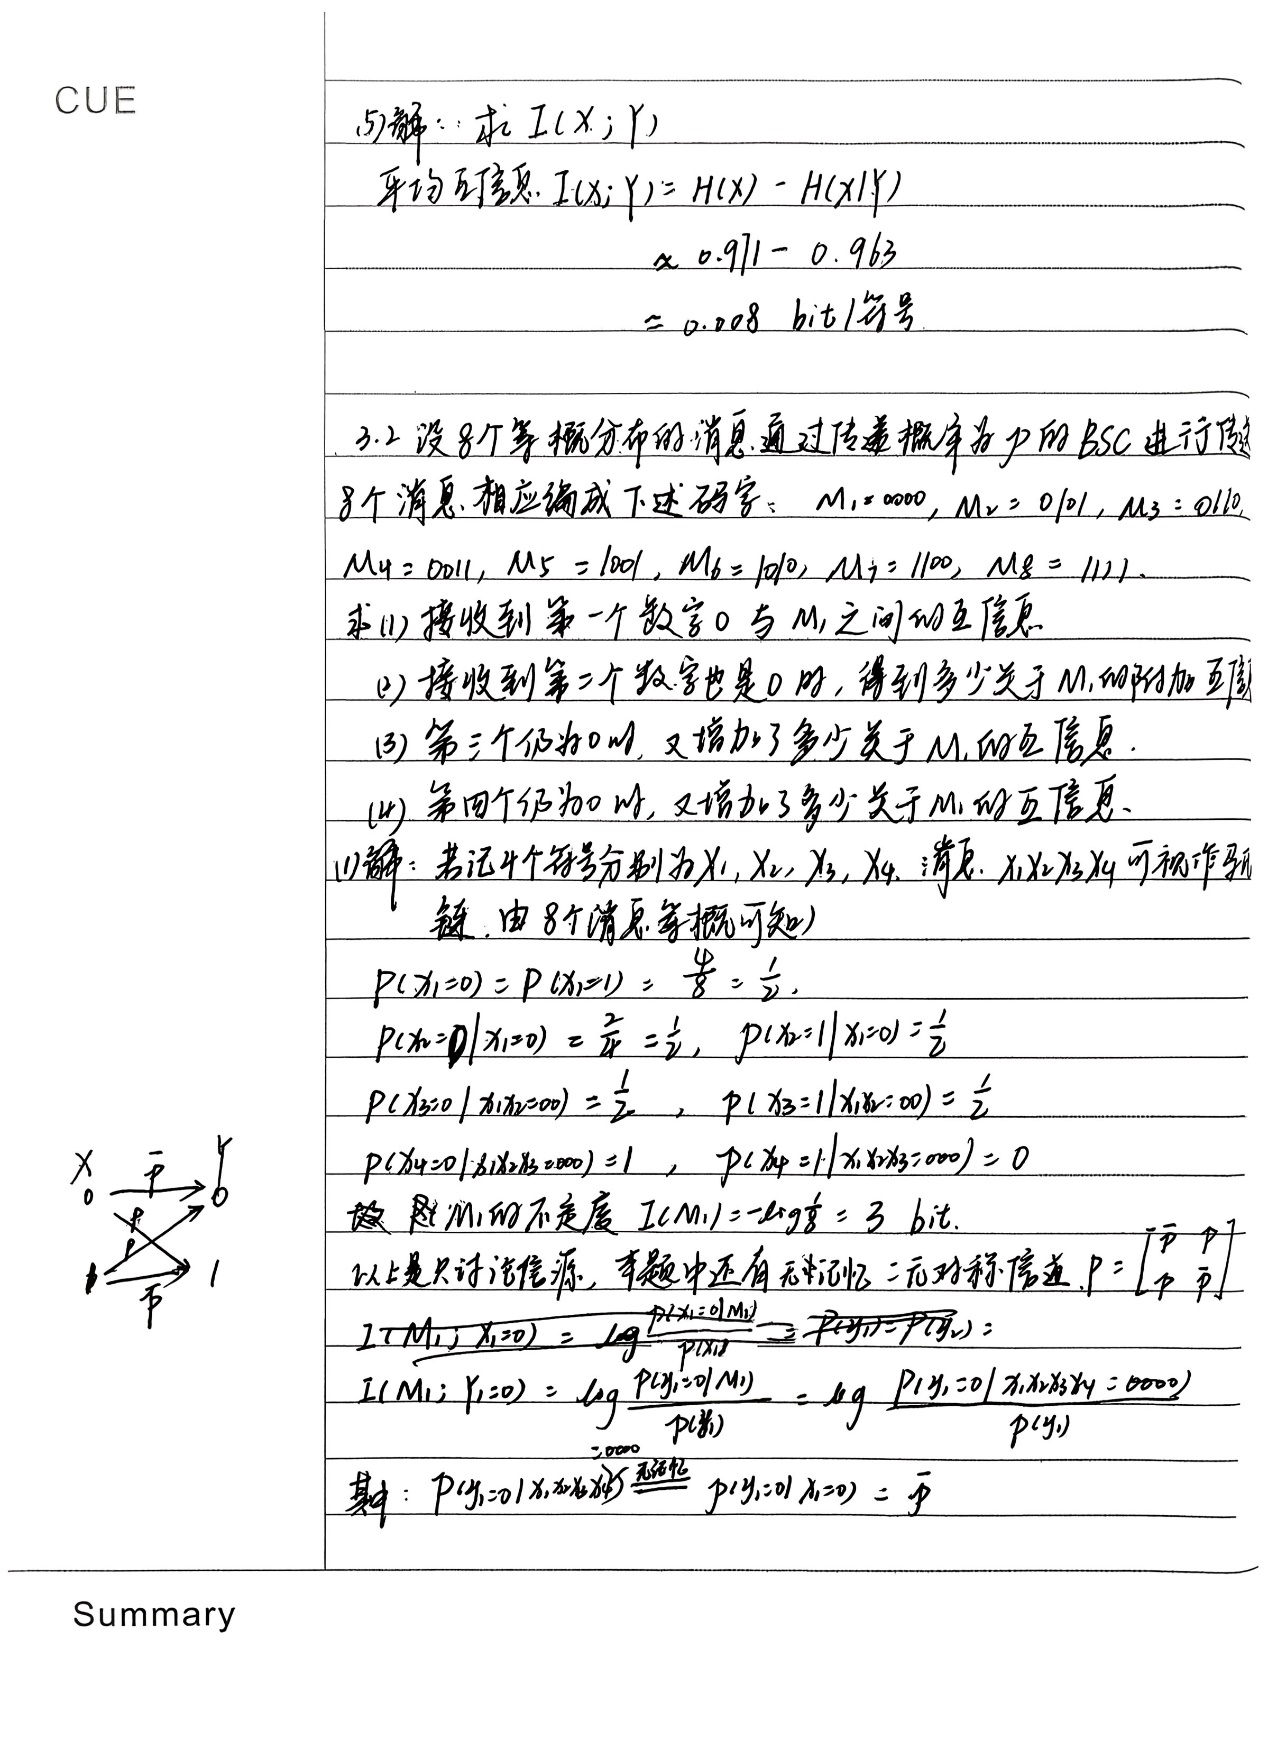 CUE
(5)解: 求 I(X;Y)
平均互信息 I(X;Y) = H(X) - H(X|Y)
≈ 0.971 - 0.963
= 0.008 bit/符号
3.2 设8个等概分布的消息通过传递概率为p的BSC进行传送
8个消息相应编成下述码字: M1=0000, M2=0101, M3=0110,
M4=0011, M5=1001, M6=1010, M7=1100, M8=1111.
求(1) 接收到第一个数字0与M1之间的互信息
(2) 接收到第二个数字也是0时,得到多少关于M1的附加互信
(3) 第三个仍为0时,又增加了多少关于M1的互信息.
(4) 第四个仍为0时,又增加了多少关于M1的互信息.
(1)解: 若记4个符号分别为x1, x2, x3, x4, 消息 x1x2x3x4 可视作
链. 由8个消息等概可知)
P(x1=0) = P(x1=1) = 4/8 = 1/2.
P(x2=0|x1=0) = 2/4 = 1/2, P(x2=1|x1=0) = 1/2
P(x3=0|x1x2=00) = 1/2, P(x3=1|x1x2=00) = 1/2
P(x4=0|x1x2x3=000) = 1, P(x4=1|x1x2x3=000) = 0
故 M1的不定度 I(M1) = -log 1/8 = 3 bit.
以上是只讨论信源, 本题中还有无记忆二元对称信道, P = [p̄ p
p p̄]
X Y
0 p̄ 0
p
p
1 p̄ 1
I(M1; x1=0) = log P(x1=0|M1)/P(x1) = P(y1)=P(y2)=
I(M1; Y1=0) = log P(y1=0|M1)/P(y1) = log P(y1=0|x1x2x3x4=0000)/P(y1)
其中: P(y1=0|x1x2x3x4=0000) 无记忆= P(y1=0|x1=0) = p̄
Summary